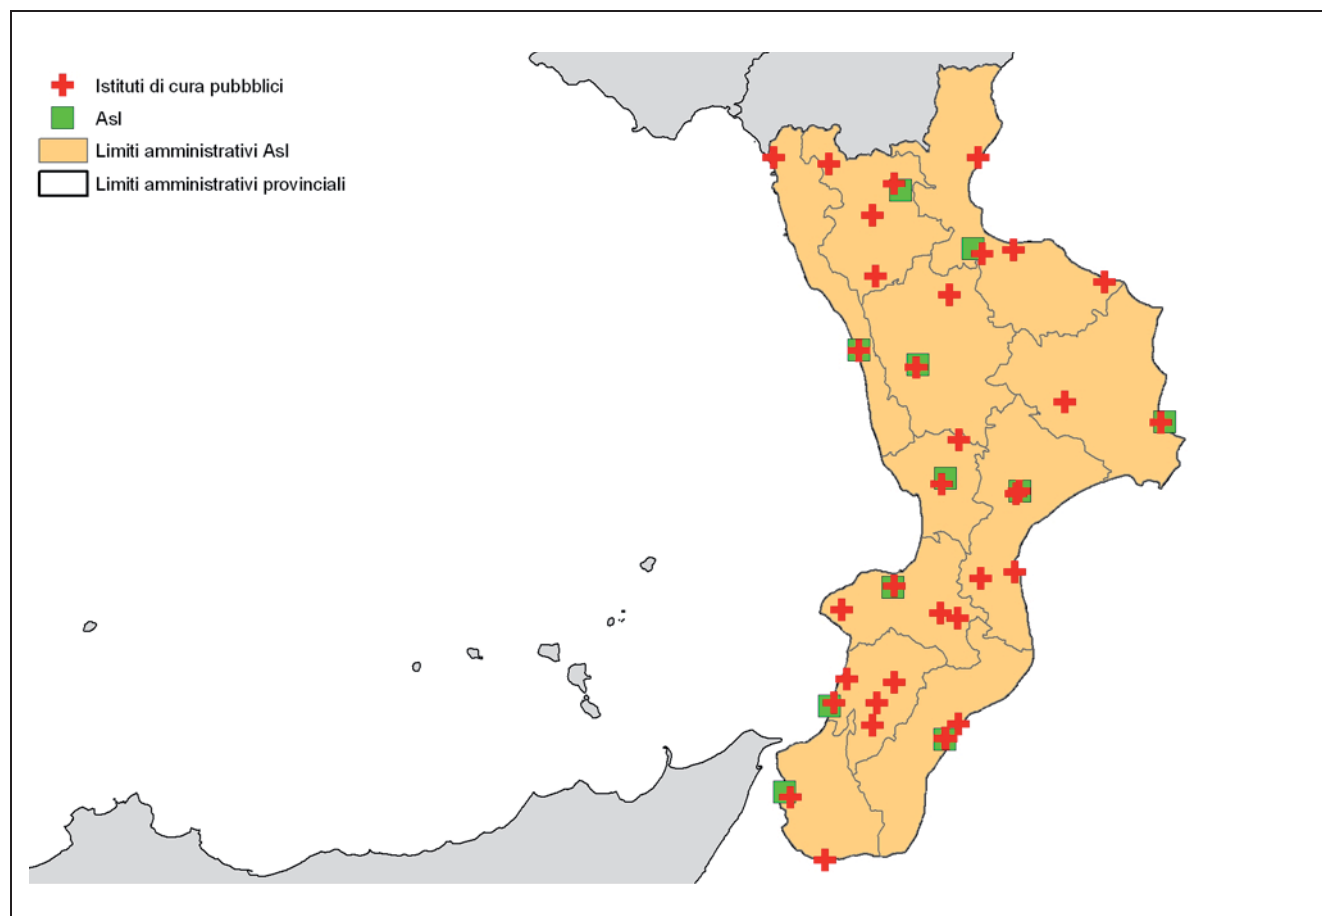 Istituti di cura pubbblici
Asl
Limiti amministrativi Asl
Limiti amministrativi provinciali